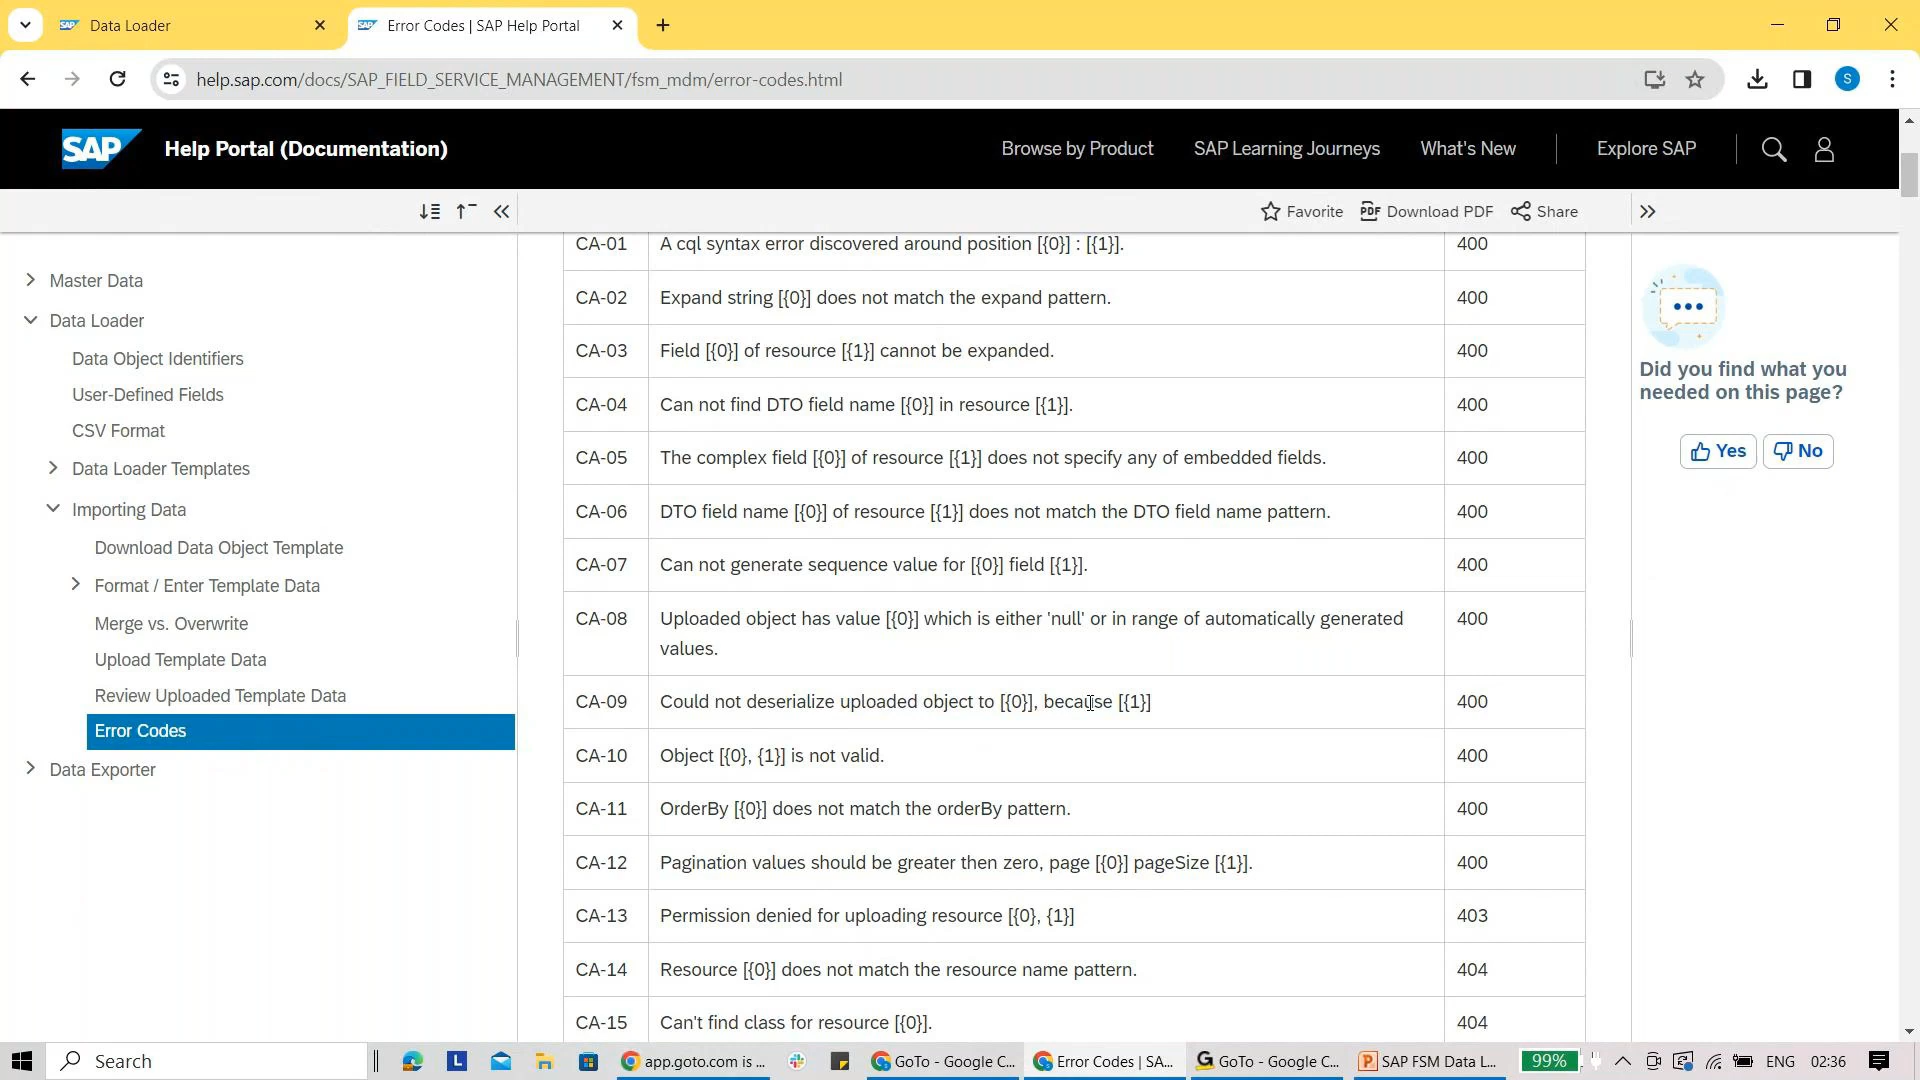 Data Loader
Error Codes | SAP Help Portal
help.sap.com/docs/SAP_FIELD_SERVICE_MANAGEMENT/fsm_mdm/error-codes.html
S
SAP
Help Portal (Documentation)
Browse by Product
SAP Learning Journeys
What's New
Explore SAP
Favorite
PDF Download PDF
Share
Master Data
Data Loader
Data Object Identifiers
User-Defined Fields
CSV Format
Data Loader Templates
Importing Data
Download Data Object Template
Format / Enter Template Data
Merge vs. Overwrite
Upload Template Data
Review Uploaded Template Data
Error Codes
Data Exporter
CA-01 A cql syntax error discovered around position [{0}] : [{1}]. 400
CA-02 Expand string [{0}] does not match the expand pattern. 400
CA-03 Field [{0}] of resource [{1}] cannot be expanded. 400
CA-04 Can not find DTO field name [{0}] in resource [{1}]. 400
CA-05 The complex field [{0}] of resource [{1}] does not specify any of embedded fields. 400
CA-06 DTO field name [{0}] of resource [{1}] does not match the DTO field name pattern. 400
CA-07 Can not generate sequence value for [{0}] field [{1}]. 400
CA-08 Uploaded object has value [{0}] which is either 'null' or in range of automatically generated 400
values.
CA-09 Could not deserialize uploaded object to [{0}], because [{1}] 400
CA-10 Object [{0}, {1}] is not valid. 400
CA-11 OrderBy [{0}] does not match the orderBy pattern. 400
CA-12 Pagination values should be greater then zero, page [{0}] pageSize [{1}]. 400
CA-13 Permission denied for uploading resource [{0}, {1}] 403
CA-14 Resource [{0}] does not match the resource name pattern. 404
CA-15 Can't find class for resource [{0}]. 404
Did you find what you
needed on this page?
Yes
No
Search
L
app.goto.com is ...
GoTo - Google C...
Error Codes | SA...
GoTo - Google C...
SAP FSM Data L...
99%
ENG
02:36